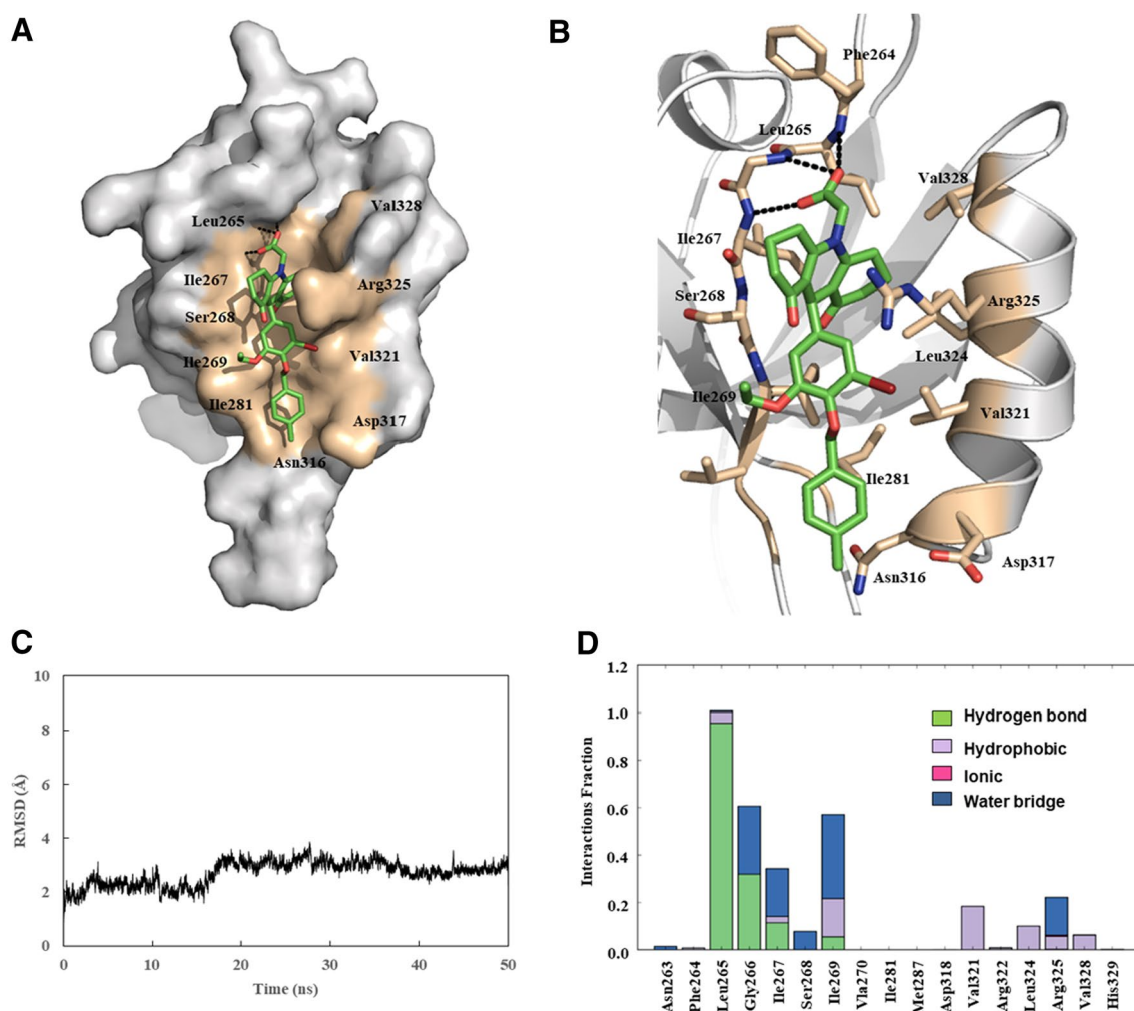 A
Leu265
Val328
Ile267
Arg325
Ser268
Ile269
Val321
Ile281
Asp317
Asn316
B
Phe264
Leu265
Val328
Ile267
Ser268
Arg325
Leu324
Ile269
Val321
Ile281
Asn316
Asp317
C
10
8
6
4
2
0
RMSD (Å)
0 10 20 30 40 50
Time (ns)
D
1.2
1.0
0.8
0.6
0.4
0.2
0.0
Interactions Fraction
Hydrogen bond
Hydrophobic
Ionic
Water bridge
Asn263
Phe264
Leu265
Gly266
Ile267
Ser268
Ile269
Vla270
Ile281
Met287
Asp318
Val321
Arg322
Leu324
Arg325
Val328
His329